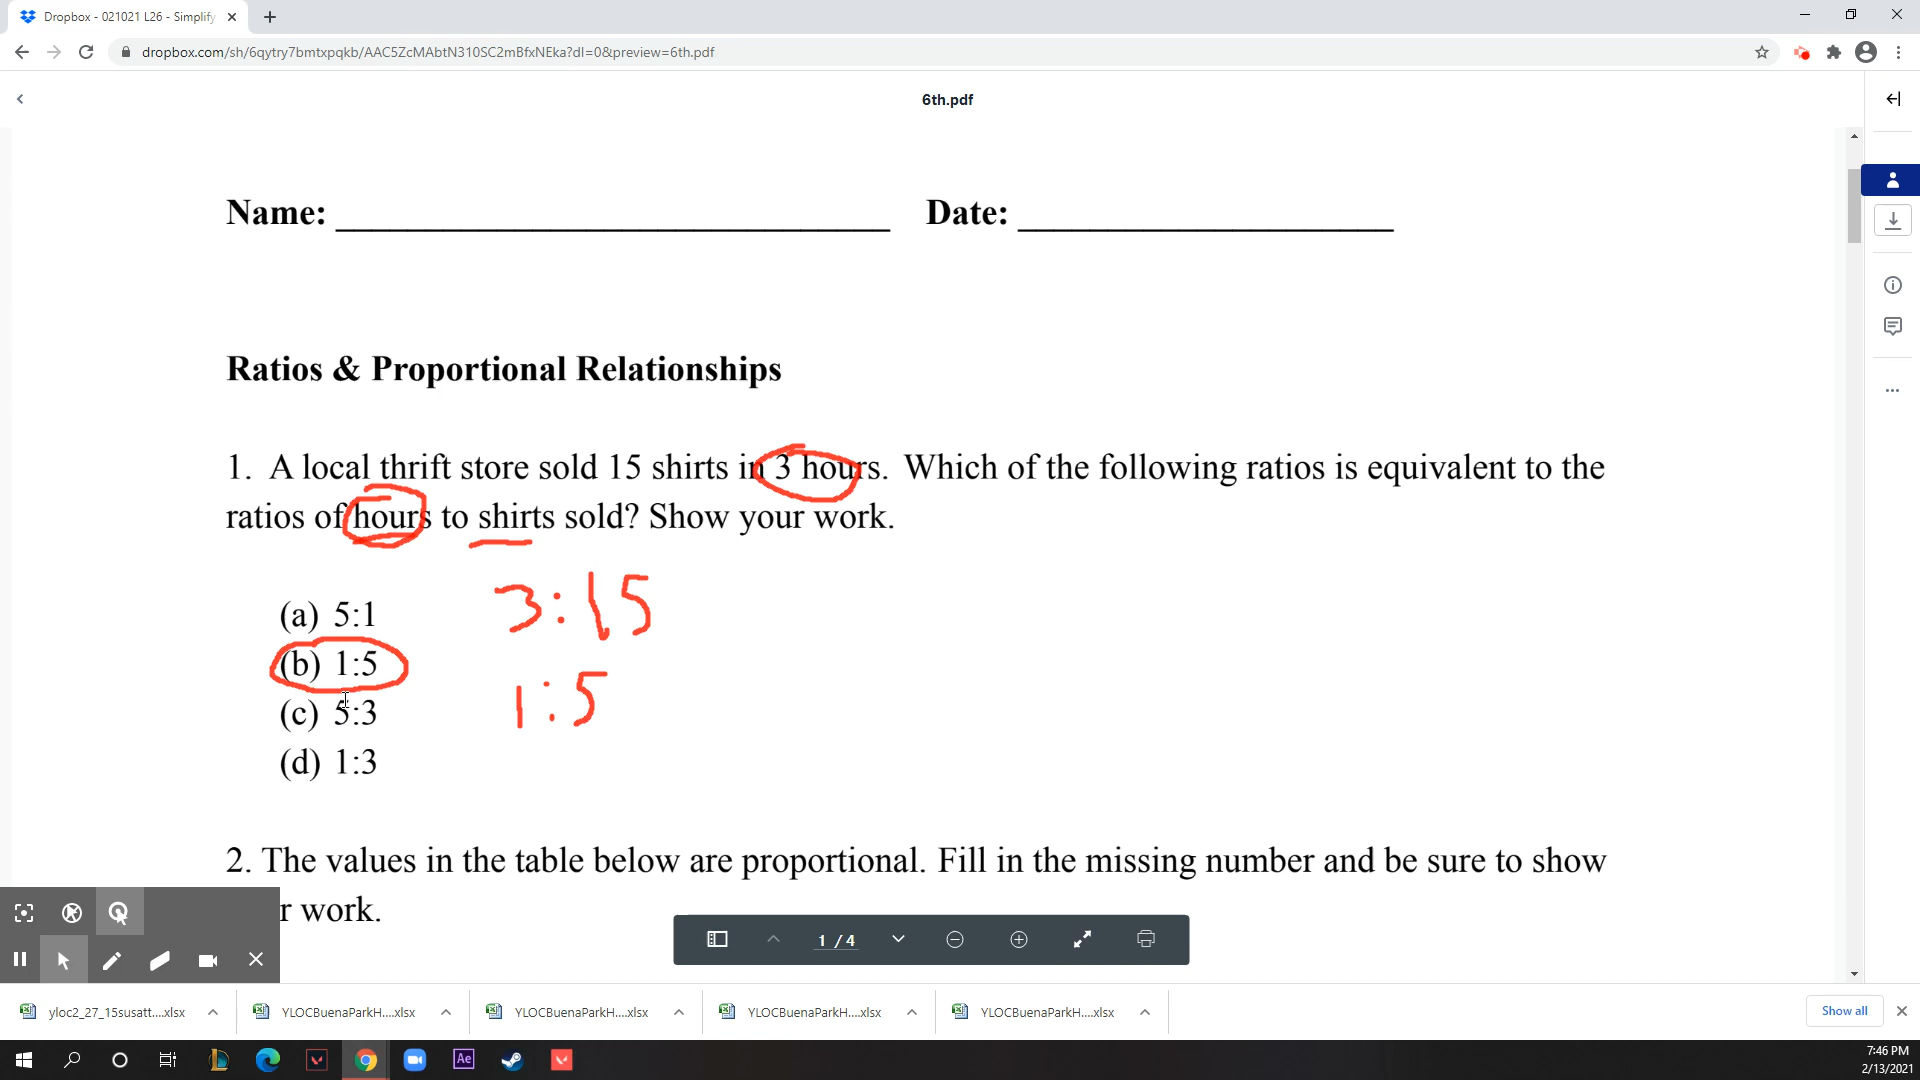 Dropbox - 021021 L26 - Simplify
dropbox.com/sh/6qytry7bmtxpqkb/AAC5ZcMAbtN310SC2mBfxNEka?dl=0&preview=6th.pdf
6th.pdf
Name: Date:
Ratios & Proportional Relationships
1. A local thrift store sold 15 shirts in 3 hours. Which of the following ratios is equivalent to the
ratios of hours to shirts sold? Show your work.
3:15
(a) 5:1
(b) 1:5
1:5
(c) 5:3
(d) 1:3
2. The values in the table below are proportional. Fill in the missing number and be sure to show
r work.
1 / 4
yloc2_27_15susatt....xlsx
YLOCBuenaParkH....xlsx
YLOCBuenaParkH....xlsx
YLOCBuenaParkH....xlsx
YLOCBuenaParkH....xlsx
Show all
Ae
7:46 PM
2/13/2021